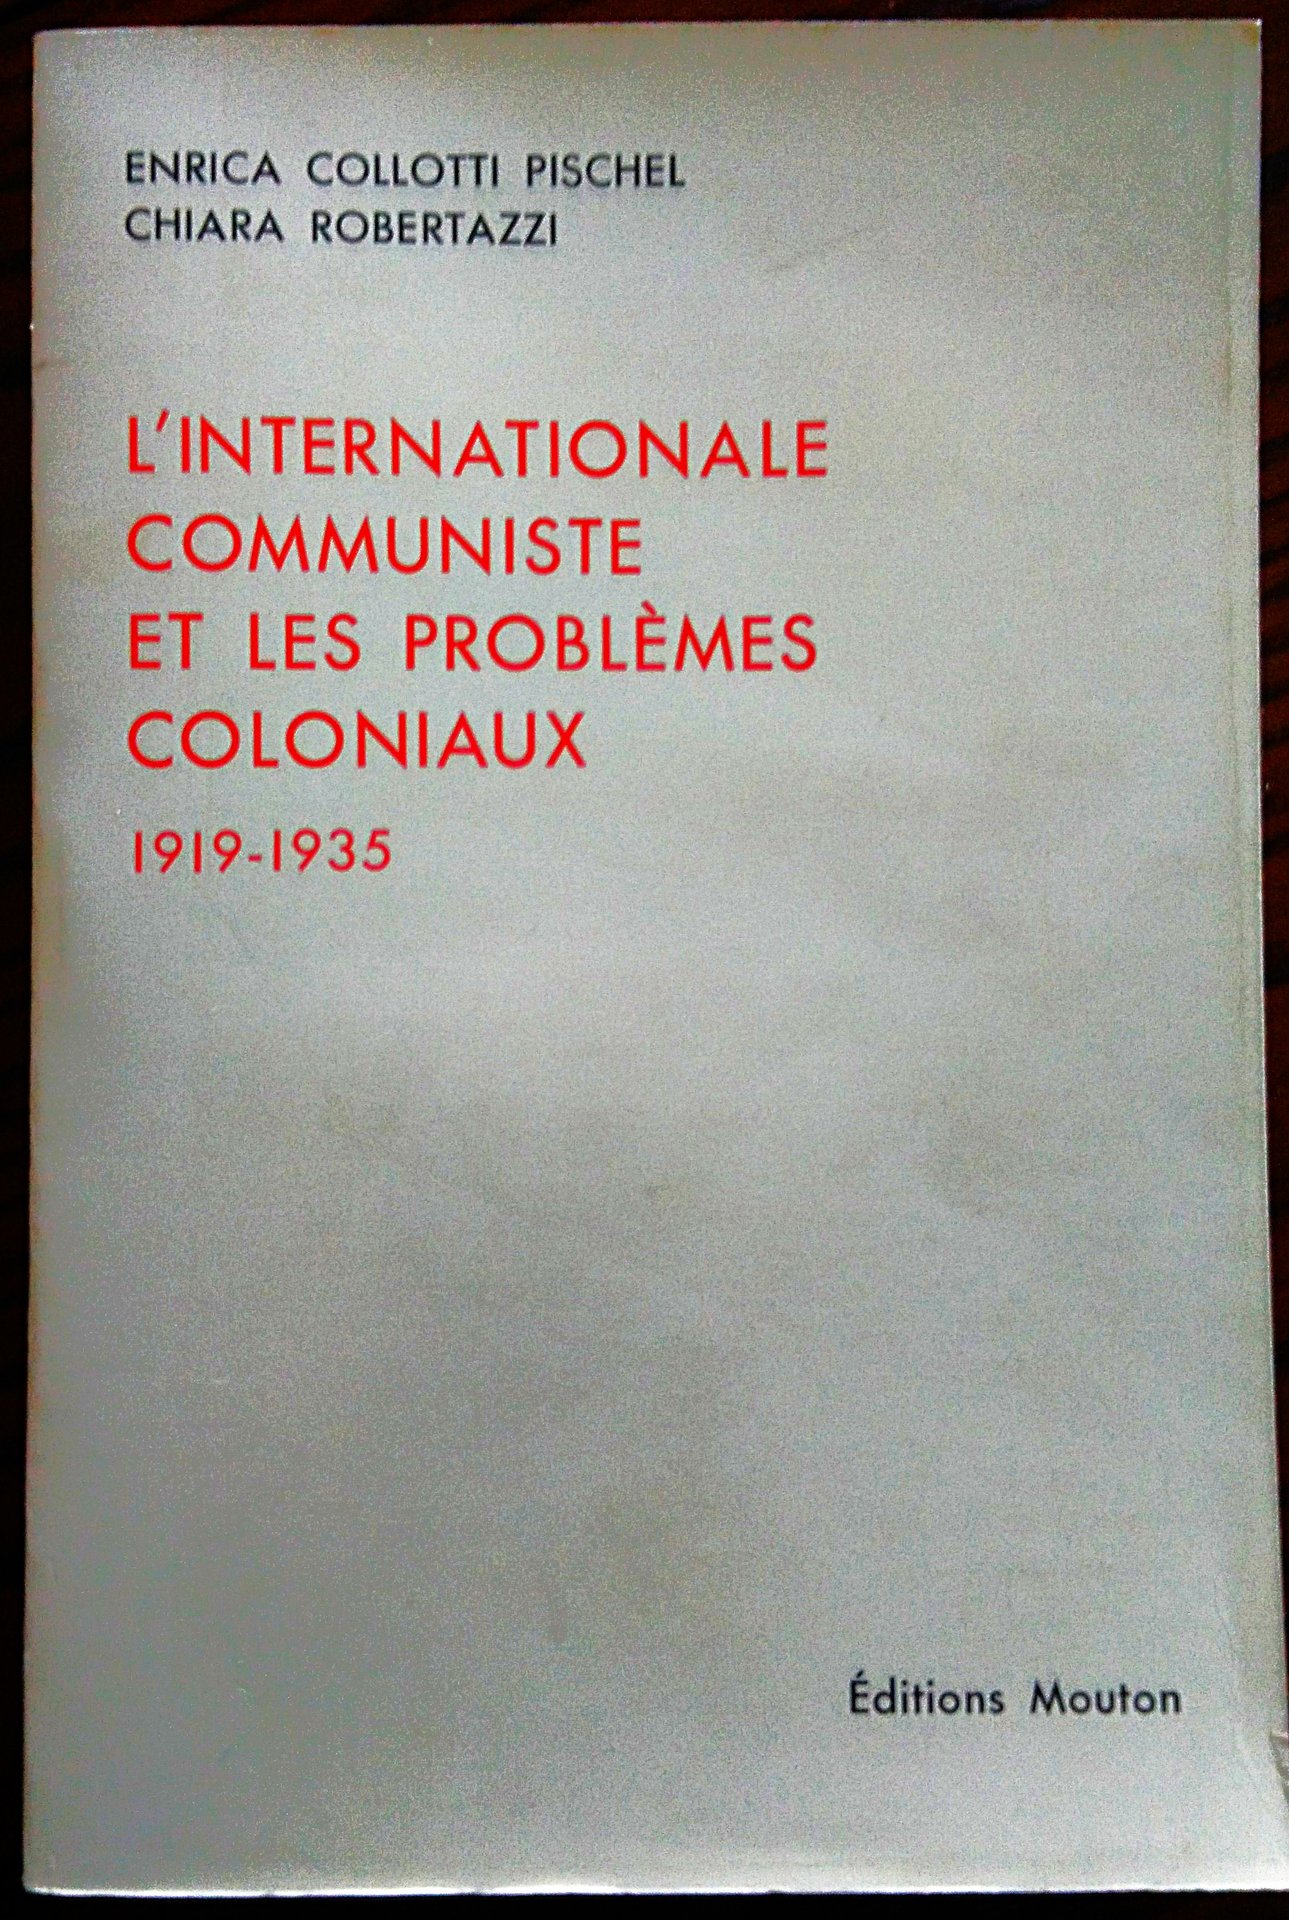 ENRICA COLLOTTI PISCHEL
CHIARA ROBERTAZZI
L'INTERNATIONALE
COMMUNISTE
ET LES PROBLÈMES
COLONIAUX
1919-1935
Éditions Mouton